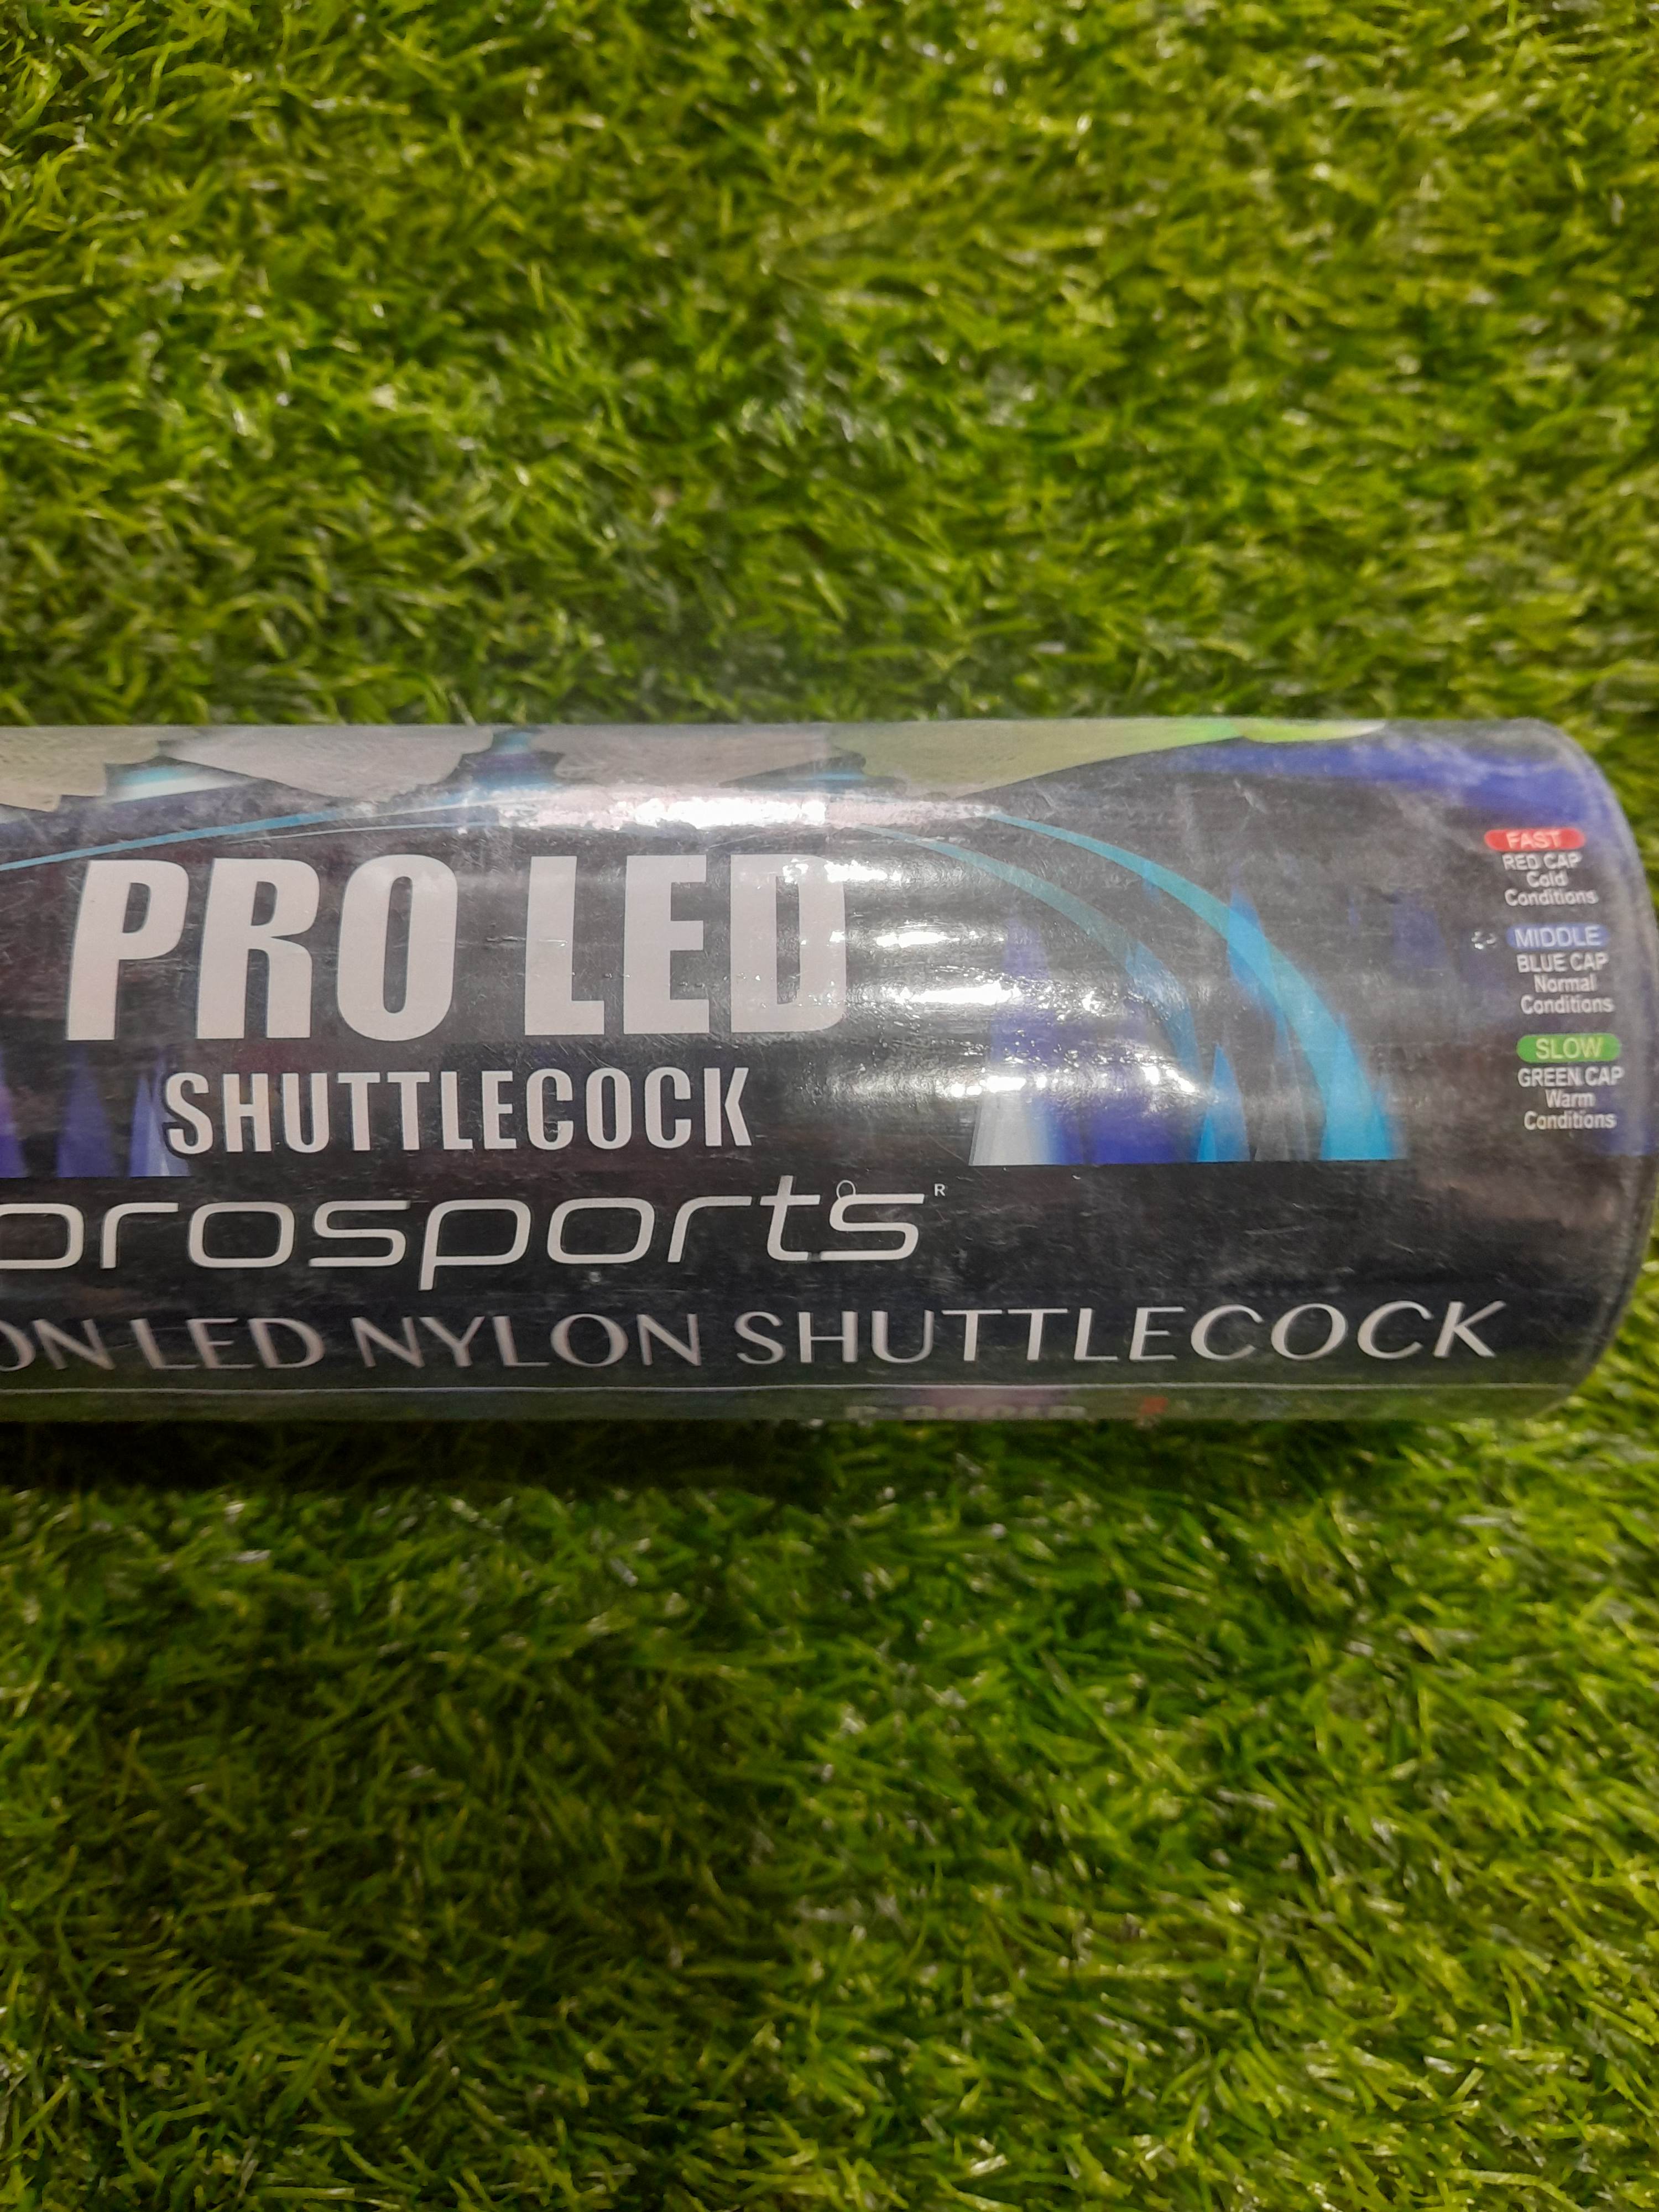 PRO LED
SHUTTLECOCK
prosports®
LED NYLON SHUTTLECOCK
FAST
RED CAP
Cold
Conditions
MIDDLE
BLUE CAP
Normal
Conditions
SLOW
GREEN CAP
Warm
Conditions